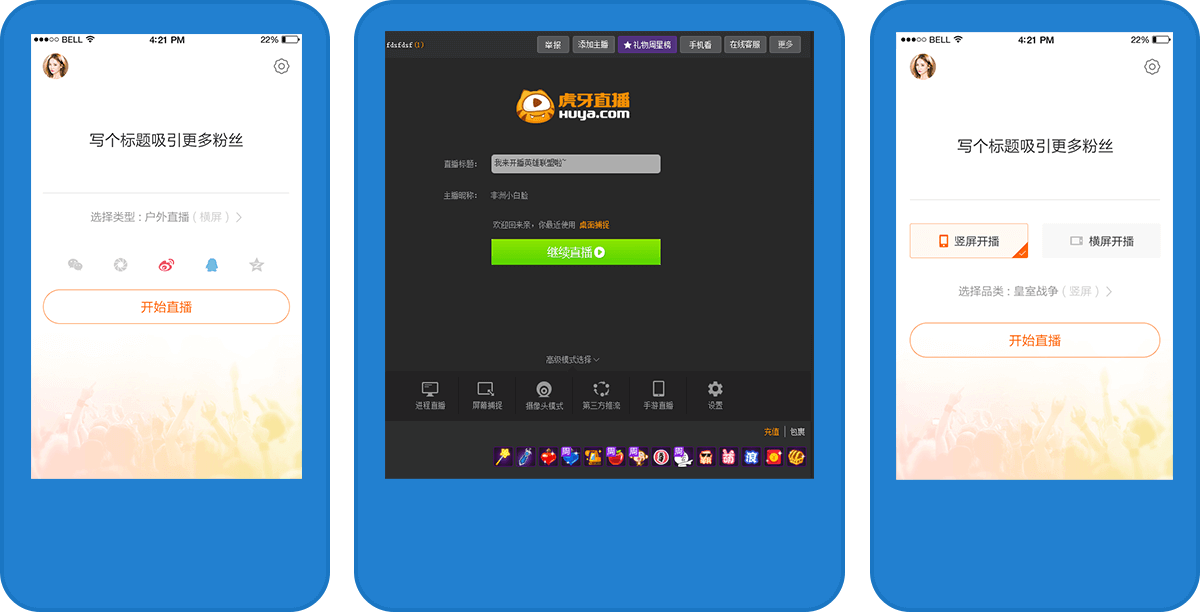 BELL 4:21 PM 22%
写个标题吸引更多粉丝
选择类型：户外直播（横屏）
开始直播
fdsfdsf(1) 举报 添加主播 礼物周星榜 手机看 在线客服 更多
虎牙直播
HUYA.com
直播标题： 我来开播英雄联盟啦~
主播昵称： 非洲小白脸
欢迎回来亲，你最近使用 桌面捕捉
继续直播
高级模式选择
进程直播 屏幕捕捉 摄像头模式 第三方推流 手游直播 设置
充值 包裹
周 周 周 周 滚
BELL 4:21 PM 22%
写个标题吸引更多粉丝
竖屏开播 横屏开播
选择品类：皇室战争（竖屏）
开始直播